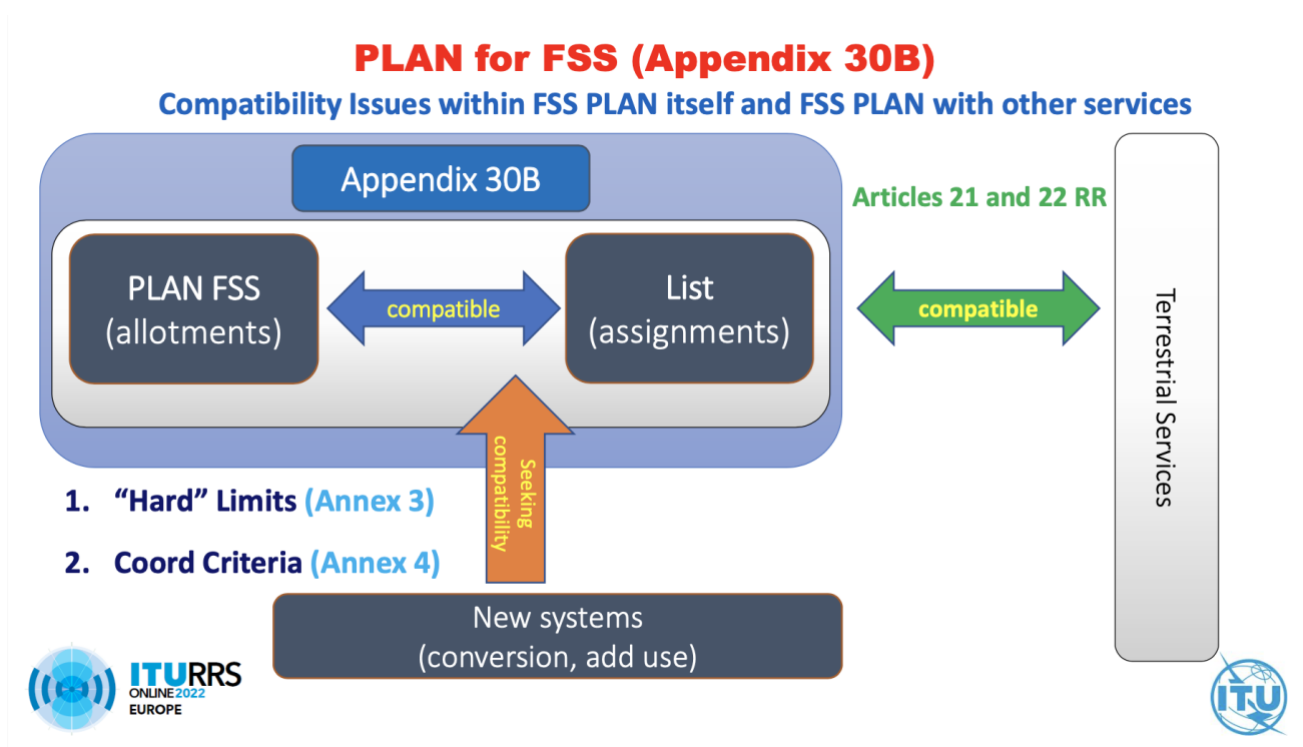 PLAN for FSS (Appendix 30B)
Compatibility Issues within FSS PLAN itself and FSS PLAN with other services
Appendix 30B
PLAN FSS
(allotments)
compatible
List
(assignments)
Articles 21 and 22 RR
compatible
Terrestrial Services
Seeking
compatibility
1. “Hard” Limits (Annex 3)
2. Coord Criteria (Annex 4)
New systems
(conversion, add use)
ITURRS
ONLINE2022
EUROPE
ITU